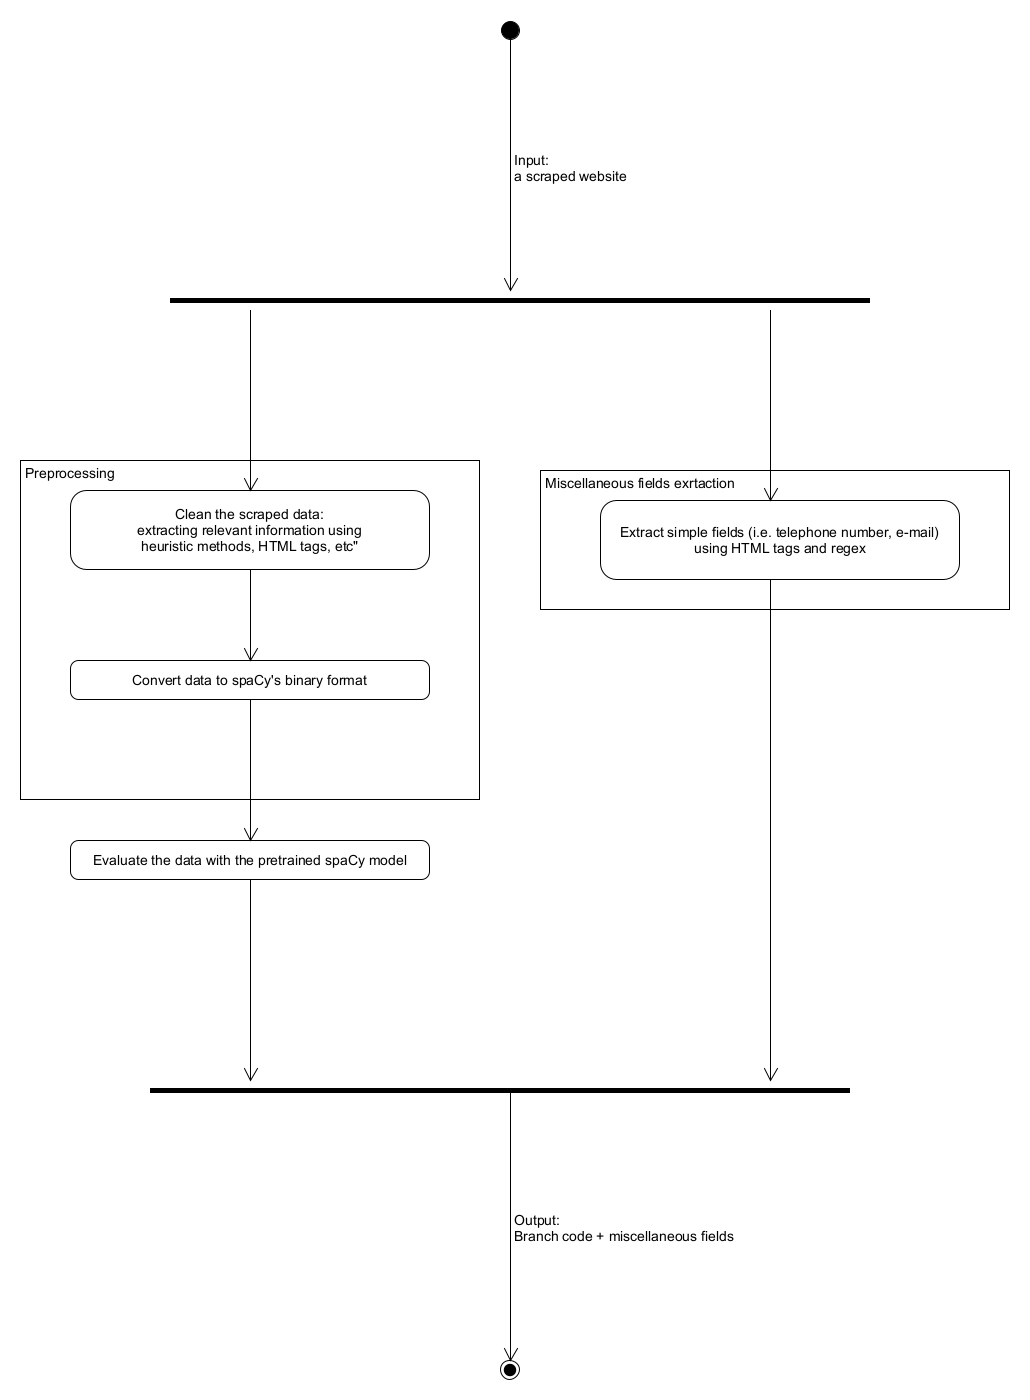 Input:
a scraped website
Preprocessing
Clean the scraped data:
extracting relevant information using
heuristic methods, HTML tags, etc"
Convert data to spaCy's binary format
Evaluate the data with the pretrained spaCy model
Miscellaneous fields exrtaction
Extract simple fields (i.e. telephone number, e-mail)
using HTML tags and regex
Output:
Branch code + miscellaneous fields